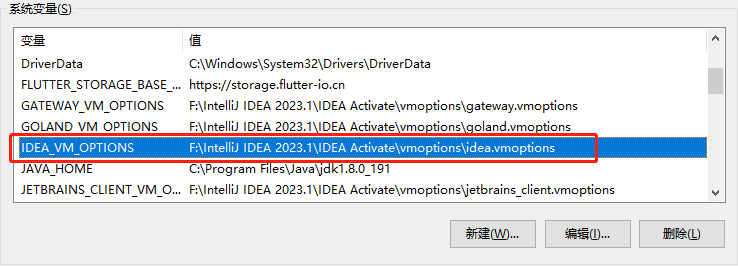 系统变量(S)
变量 值
DriverData C:\Windows\System32\Drivers\DriverData
FLUTTER_STORAGE_BASE_... https://storage.flutter-io.cn
GATEWAY_VM_OPTIONS F:\IntelliJ IDEA 2023.1\IDEA Activate\vmoptions\gateway.vmoptions
GOLAND_VM_OPTIONS F:\IntelliJ IDEA 2023.1\IDEA Activate\vmoptions\goland.vmoptions
IDEA_VM_OPTIONS F:\IntelliJ IDEA 2023.1\IDEA Activate\vmoptions\idea.vmoptions
JAVA_HOME C:\Program Files\Java\jdk1.8.0_191
JETBRAINS_CLIENT_VM_O... F:\IntelliJ IDEA 2023.1\IDEA Activate\vmoptions\jetbrains_client.vmoptions
新建(W)... 编辑(I)... 删除(L)